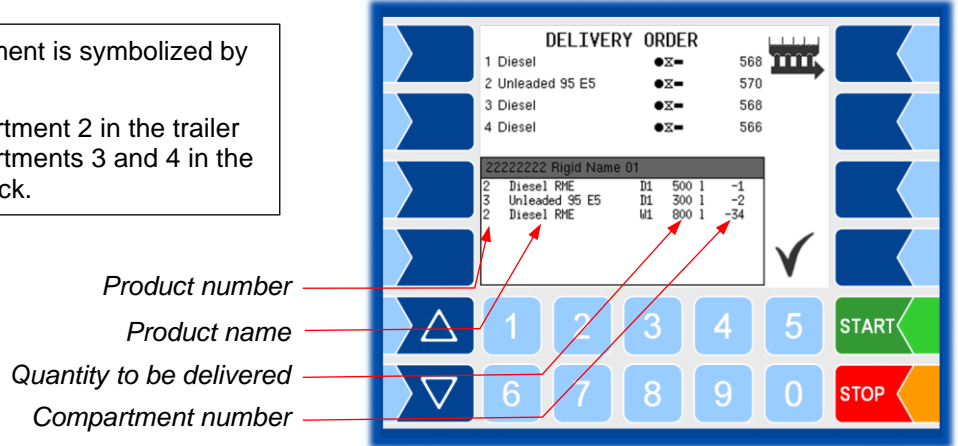 ment is symbolized by
rtment 2 in the trailer
rtments 3 and 4 in the
ck.
DELIVERY ORDER
1 Diesel 568
2 Unleaded 95 E5 570
3 Diesel 568
4 Diesel 566
22222222 Rigid Name 01
2 Diesel RME D1 500 l -1
3 Unleaded 95 E5 D1 300 l -2
2 Diesel RME W1 800 l -34
Product number
Product name
Quantity to be delivered
Compartment number
1 2 3 4 5 START
6 7 8 9 0 STOP